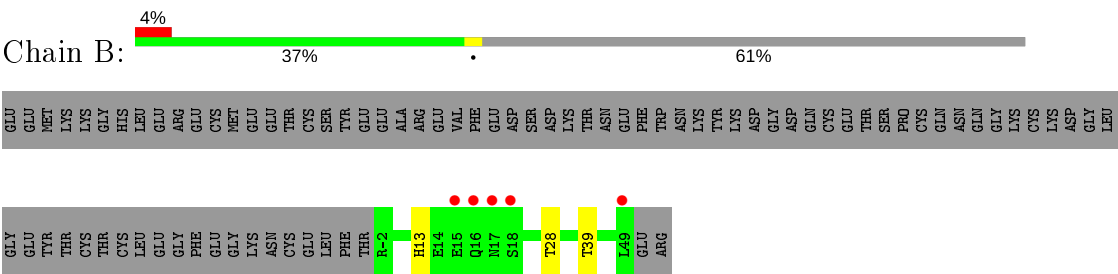 4%
Chain B:
37%
•
61%
GLU GLU MET LYS LYS GLY HIS LEU GLU ARG GLU CYS MET GLU GLU THR CYS SER TYR GLU GLU ALA ARG GLU VAL PHE GLU ASP SER ASP LYS THR ASN GLU PHE TRP ASN LYS TYR LYS ASP GLY ASP GLN CYS GLU THR SER PRO CYS GLN ASN GLN GLY LYS CYS LYS ASP GLY LEU
GLY GLU TYR THR CYS THR CYS LEU GLU GLY PHE GLU GLY LYS ASN CYS GLU LEU PHE THR R-2 H13 E14 E15 Q16 N17 S18 T28 T39 L49 GLU ARG